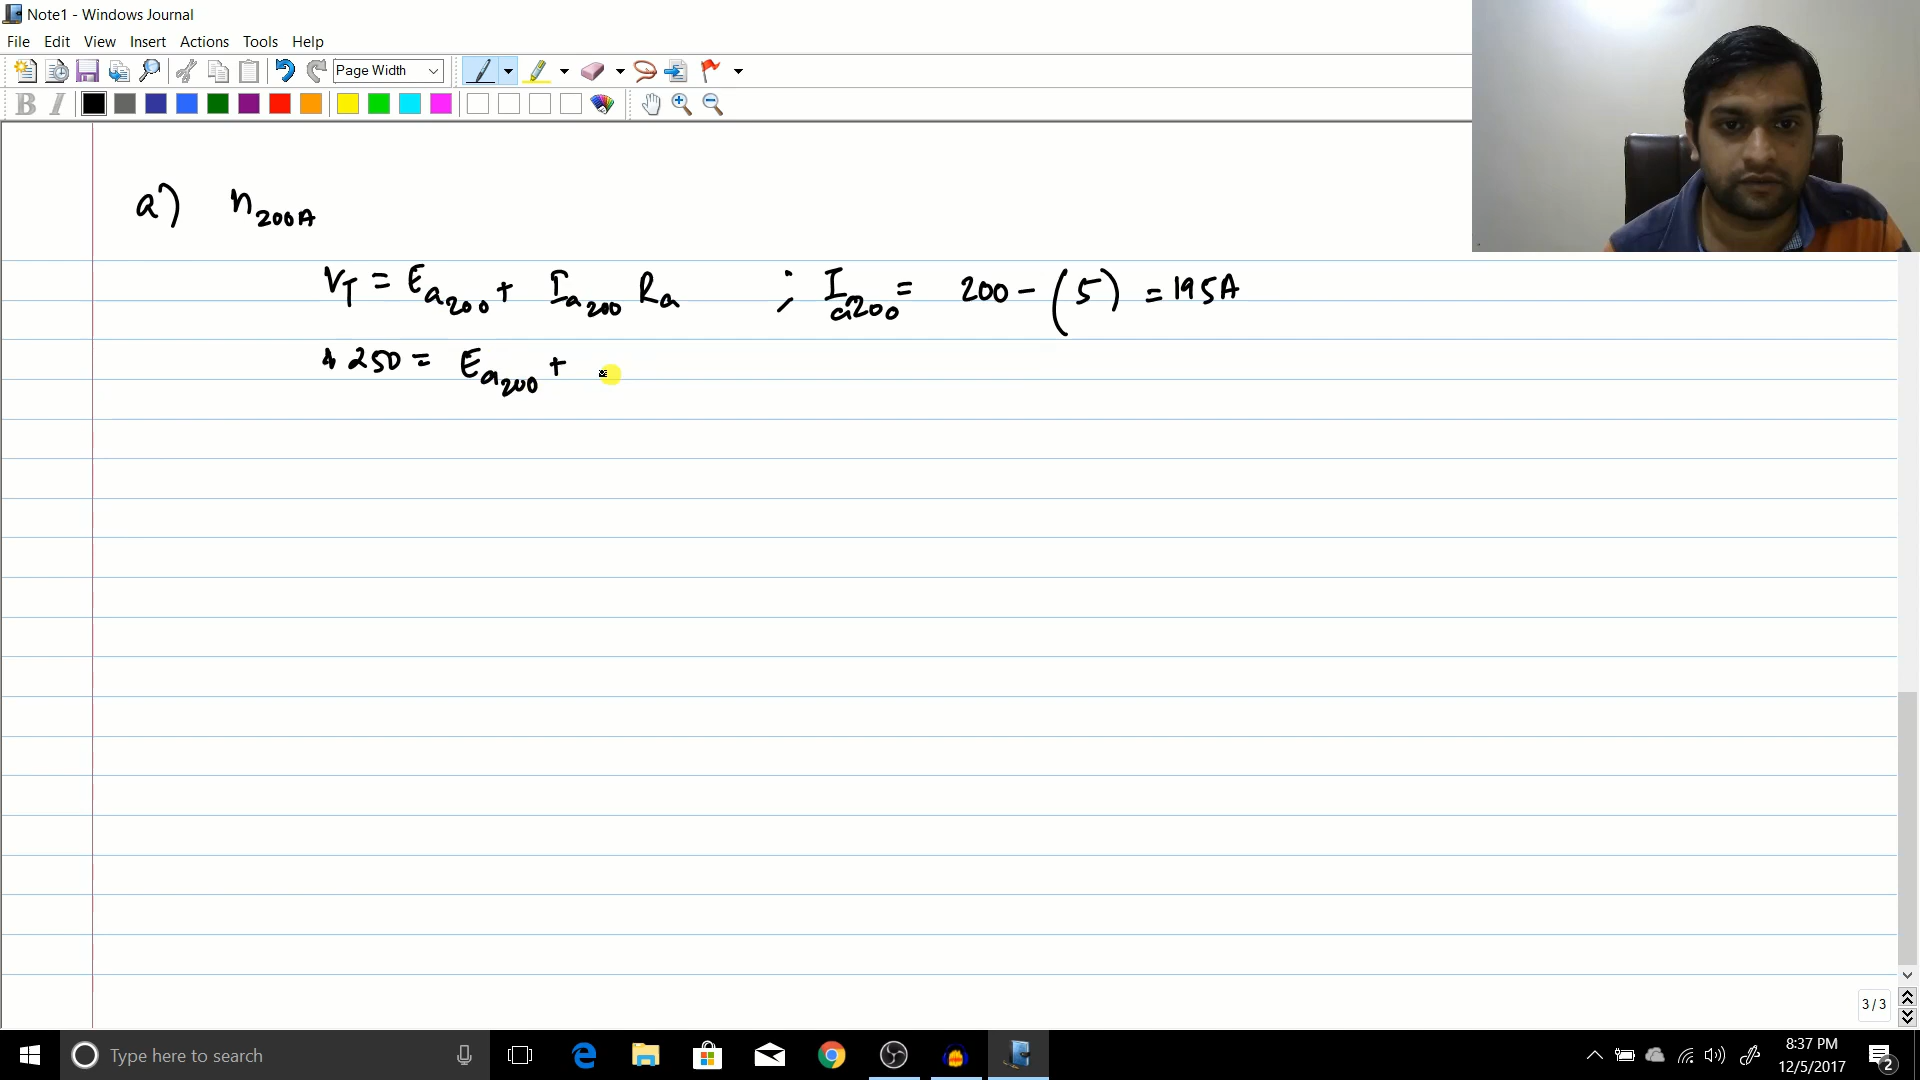 Note1 - Windows Journal
File Edit View Insert Actions Tools Help
Page Width
B I
a) n200A
VT = Ea200 + Ia200 Ra ; Ia200 = 200 - (5) = 195A
250 = Ea200 +
3 / 3
Type here to search
8:37 PM
12/5/2017
2